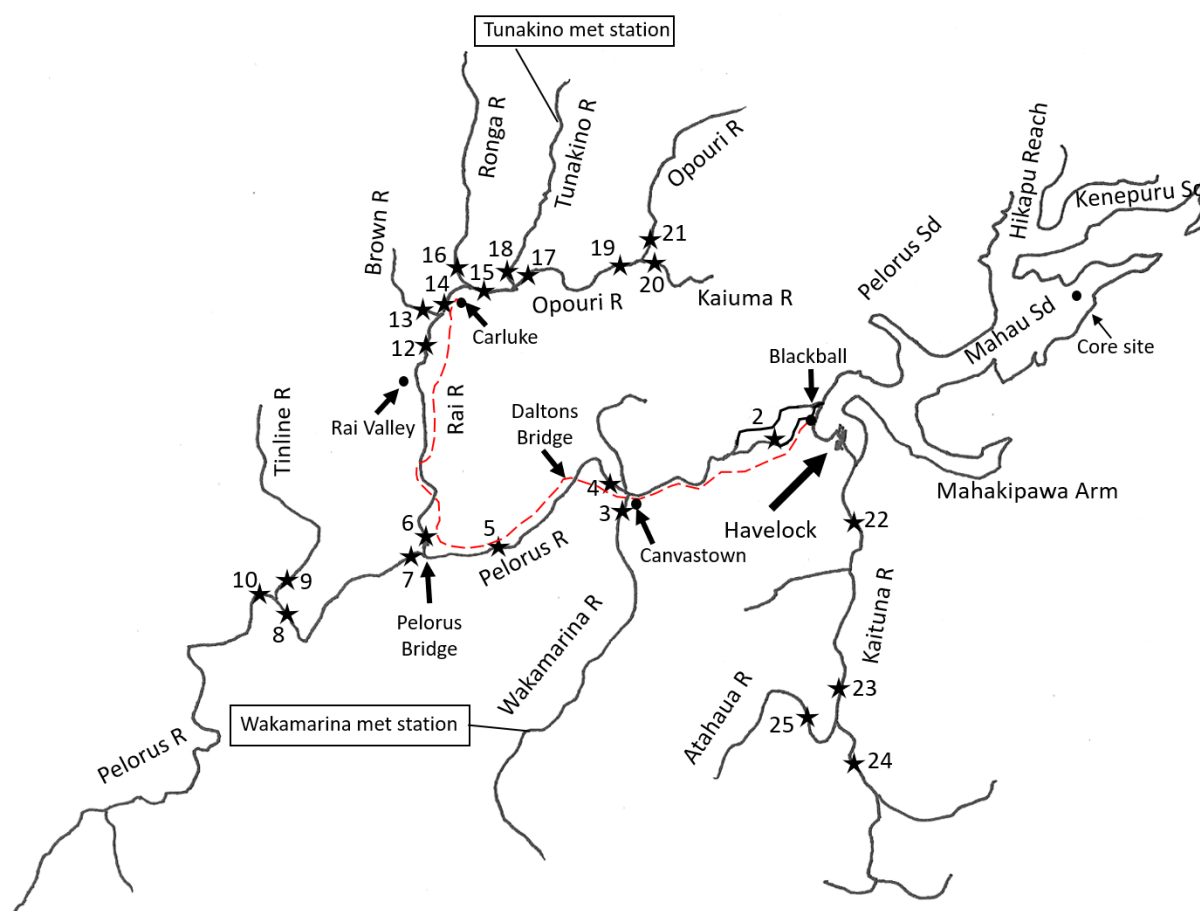 Tunakino met station
Ronga R
Tunakino R
Opouri R
Hikapu Reach
Kenepuru Sd
Brown R
Pelorus Sd
16
18
17
19
21
15
14
20
13
Opouri R
Kaiuma R
Mahau Sd
Carluke
Core site
12
Blackball
Rai Valley
Rai R
Daltons
Bridge
2
Tinline R
4
Mahakipawa Arm
3
6
5
Havelock
22
Canvastown
Pelorus R
7
10
9
8
Pelorus
Bridge
Wakamarina R
Kaituna R
23
Wakamarina met station
Atahaua R
25
Pelorus R
24